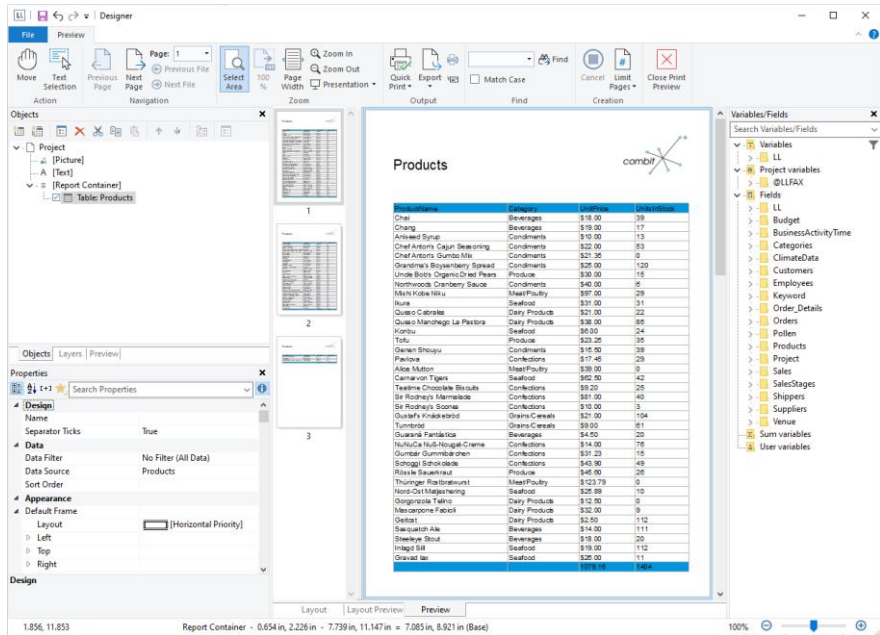 LL Designer
File Preview
Move
Text Selection
Action
Previous Page
Next Page
Page: 1
Previous File
Next File
Navigation
Select Area
100 %
Page Width
Zoom In
Zoom Out
Presentation
Zoom
Quick Print
Export
Output
Find
Match Case
Find
Cancel
Limit Pages
Creation
Close Print Preview
Objects
Project
[Picture]
A [Text]
[Report Container]
Table: Products
Objects Layers Preview
Properties
Search Properties
Design
Name
Separator Ticks True
Data
Data Filter No Filter (All Data)
Data Source Products
Sort Order
Appearance
Default Frame
Layout [Horizontal Priority]
Left
Top
Right
Design
1
2
3
Products
combit
ProductName Category UnitPrice UnitsInStock
Chai Beverages $18.00 39
Chang Beverages $19.00 17
Aniseed Syrup Condiments $10.00 13
Chef Anton's Cajun Seasoning Condiments $22.00 53
Chef Anton's Gumbo Mix Condiments $21.35 0
Grandma's Boysenberry Spread Condiments $25.00 120
Uncle Bob's Organic Dried Pears Produce $30.00 15
Northwoods Cranberry Sauce Condiments $40.00 6
Mishi Kobe Niku Meat/Poultry $97.00 29
Ikura Seafood $31.00 31
Queso Cabrales Dairy Products $21.00 22
Queso Manchego La Pastora Dairy Products $38.00 86
Konbu Seafood $6.00 24
Tofu Produce $23.25 35
Genen Shouyu Condiments $15.50 39
Pavlova Confections $17.45 29
Alice Mutton Meat/Poultry $39.00 0
Carnarvon Tigers Seafood $62.50 42
Teatime Chocolate Biscuits Confections $9.20 25
Sir Rodney's Marmalade Confections $81.00 40
Sir Rodney's Scones Confections $10.00 3
Gustaf's Knäckebröd Grains/Cereals $21.00 104
Tunnbröd Grains/Cereals $9.00 61
Guaraná Fantástica Beverages $4.50 20
NuNuCa Nuß-Nougat-Creme Confections $14.00 76
Gumbär Gummibärchen Confections $31.23 15
Schoggi Schokolade Confections $43.90 49
Rössle Sauerkraut Produce $45.60 26
Thüringer Rostbratwurst Meat/Poultry $123.79 0
Nord-Ost Matjeshering Seafood $25.89 10
Gorgonzola Telino Dairy Products $12.50 0
Mascarpone Fabioli Dairy Products $32.00 9
Geitost Dairy Products $2.50 112
Sasquatch Ale Beverages $14.00 111
Steeleye Stout Beverages $18.00 20
Inlagd Sill Seafood $19.00 112
Gravad lax Seafood $26.00 11
Layout Layout Preview Preview
Variables/Fields
Search Variables/Fields
Variables
LL
Project variables
@LLFAX
Fields
LL
Budget
BusinessActivityTime
Categories
ClimateData
Customers
Employees
Keyword
Order_Details
Orders
Pollen
Products
Project
Sales
SalesStages
Shippers
Suppliers
Venue
Sum variables
User variables
1.856, 11.853 Report Container - 0.654 in, 2.226 in - 7.739 in, 11.147 in = 7.085 in, 8.921 in (Base) 100%